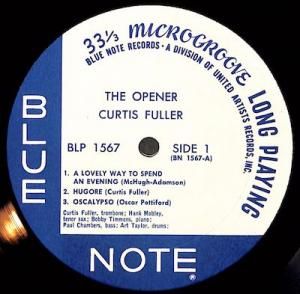 33 1/3 MICROGROOVE LONG PLAYING
BLUE NOTE RECORDS • A DIVISION OF UNITED ARTISTS RECORDS, INC.
THE OPENER
CURTIS FULLER
BLP 1567 SIDE 1
(BN 1567-A)
1. A LOVELY WAY TO SPEND
AN EVENING (McHugh-Adamson)
2. HUGORE (Curtis Fuller)
3. OSCALYPSO (Oscar Pettiford)
Curtis Fuller, trombone; Hank Mobley,
tenor sax; Bobby Timmons, piano;
Paul Chambers, bass; Art Taylor, drums.
BLUE
NOTE
®